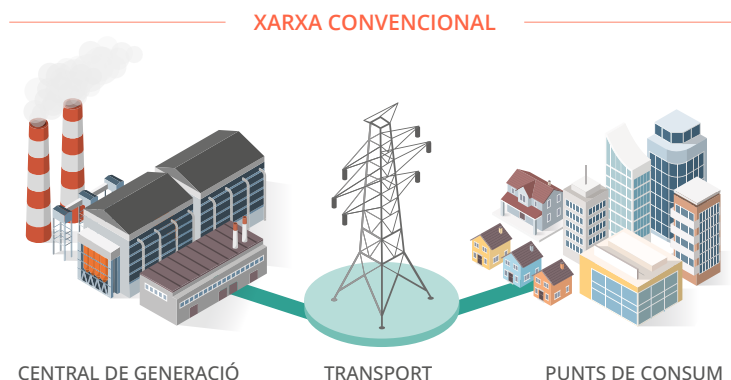 XARXA CONVENCIONAL
CENTRAL DE GENERACIÓ
TRANSPORT
PUNTS DE CONSUM